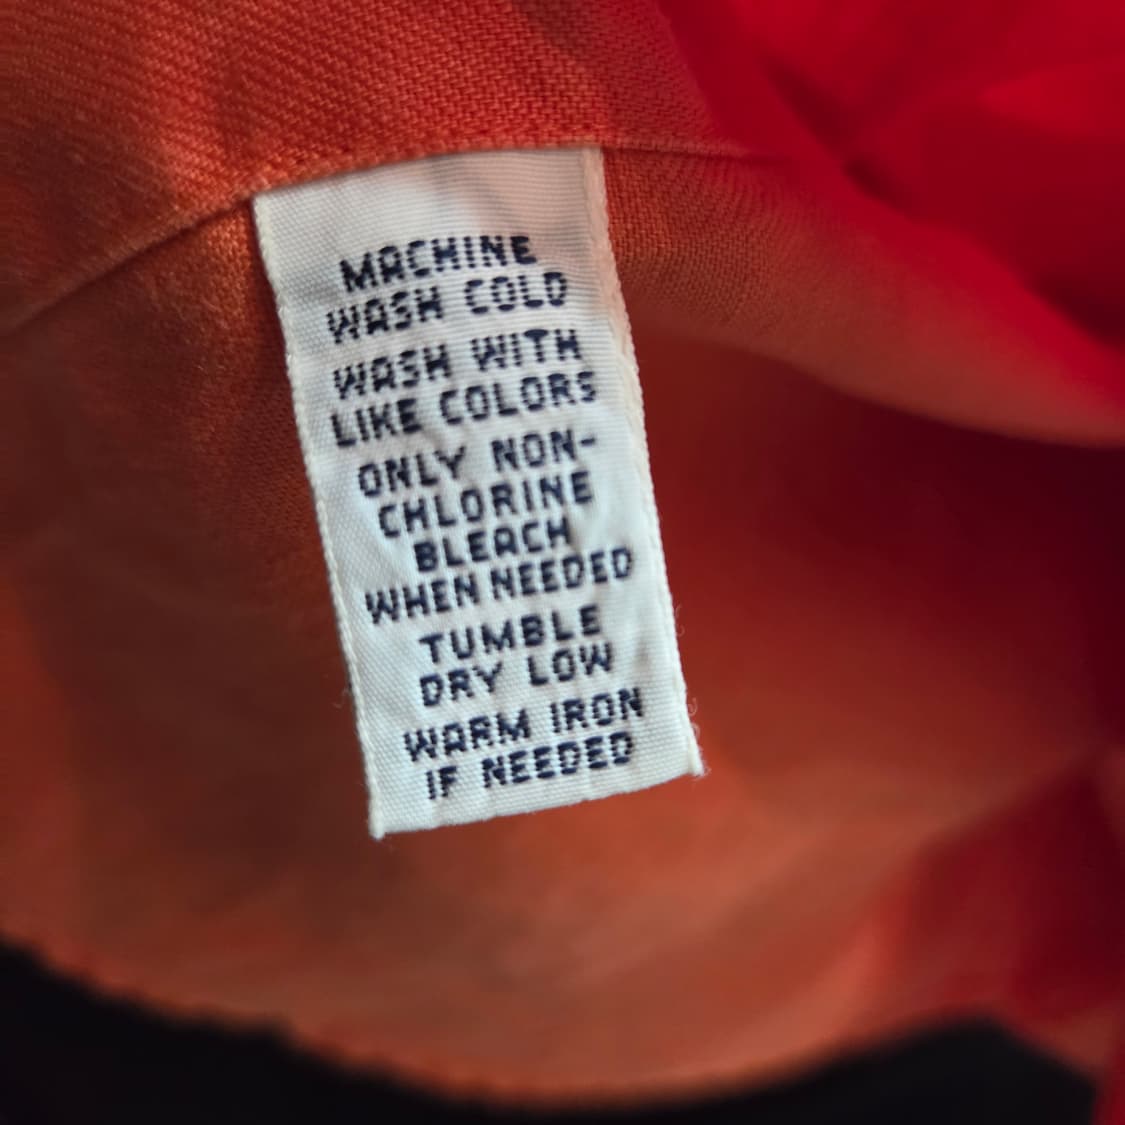 MACHINE
WASH COLD
WASH WITH
LIKE COLORS
ONLY NON-
CHLORINE
BLEACH
WHEN NEEDED
TUMBLE
DRY LOW
WARM IRON
IF NEEDED